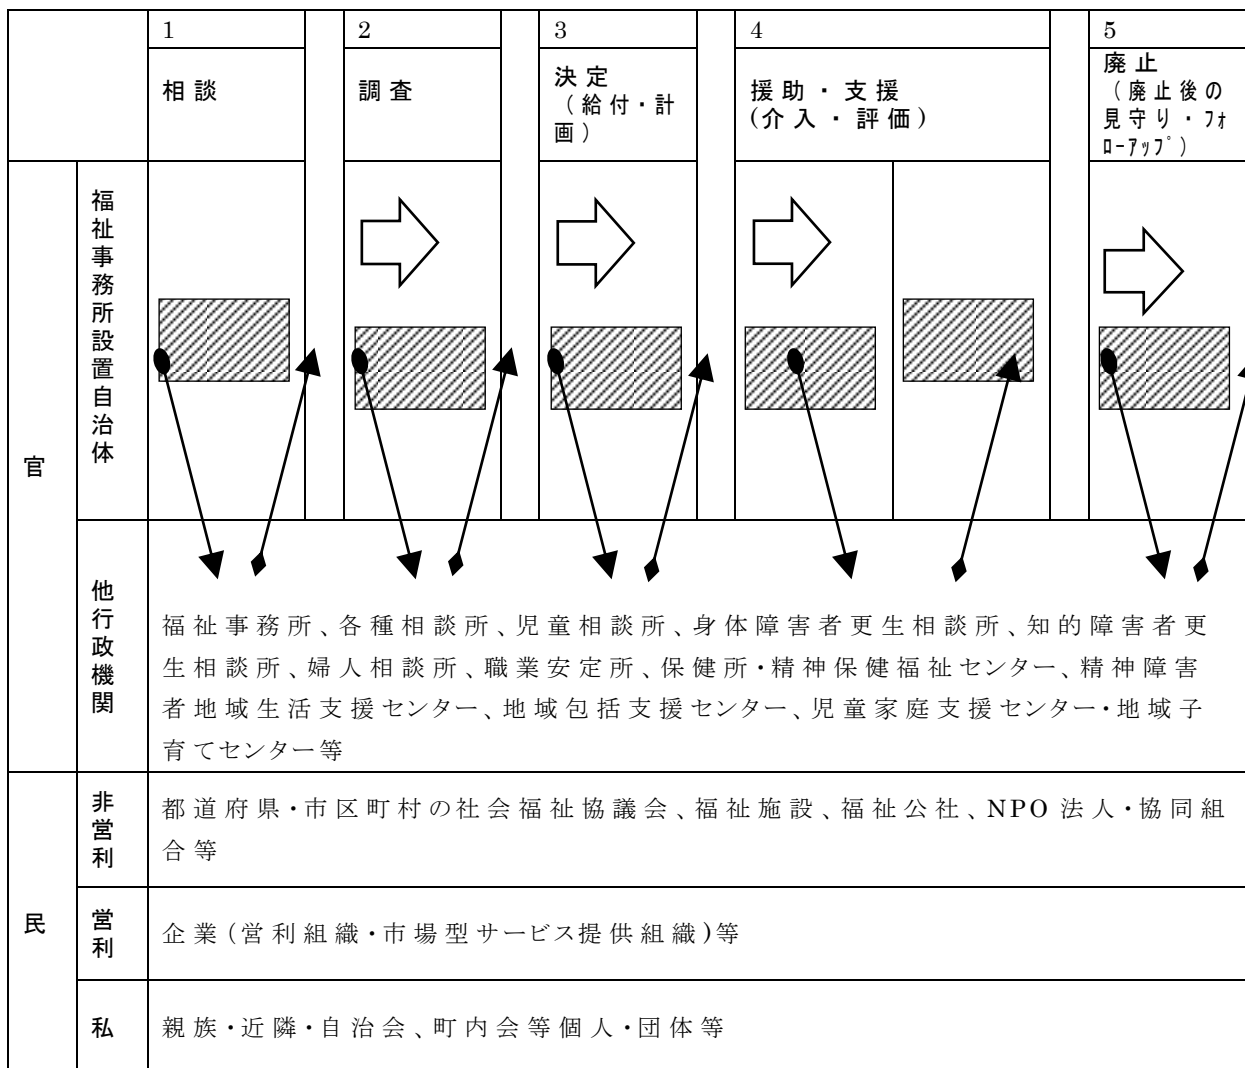 1
2
3
4
5
相談
調査
決定
(給付・計
画)
援助・支援
(介入・評価)
廃止
(廃止後の
見守り・フォ
ローアップ)
官
福祉事務所設置自治体
他行政機関
福祉事務所、各種相談所、児童相談所、身体障害者更生相談所、知的障害者更
生相談所、婦人相談所、職業安定所、保健所・精神保健福祉センター、精神障害
者地域生活支援センター、地域包括支援センター、児童家庭支援センター・地域子
育てセンター等
民
非営利
都道府県・市区町村の社会福祉協議会、福祉施設、福祉公社、NPO法人・協同組
合等
営利
企業(営利組織・市場型サービス提供組織)等
私
親族・近隣・自治会、町内会等個人・団体等